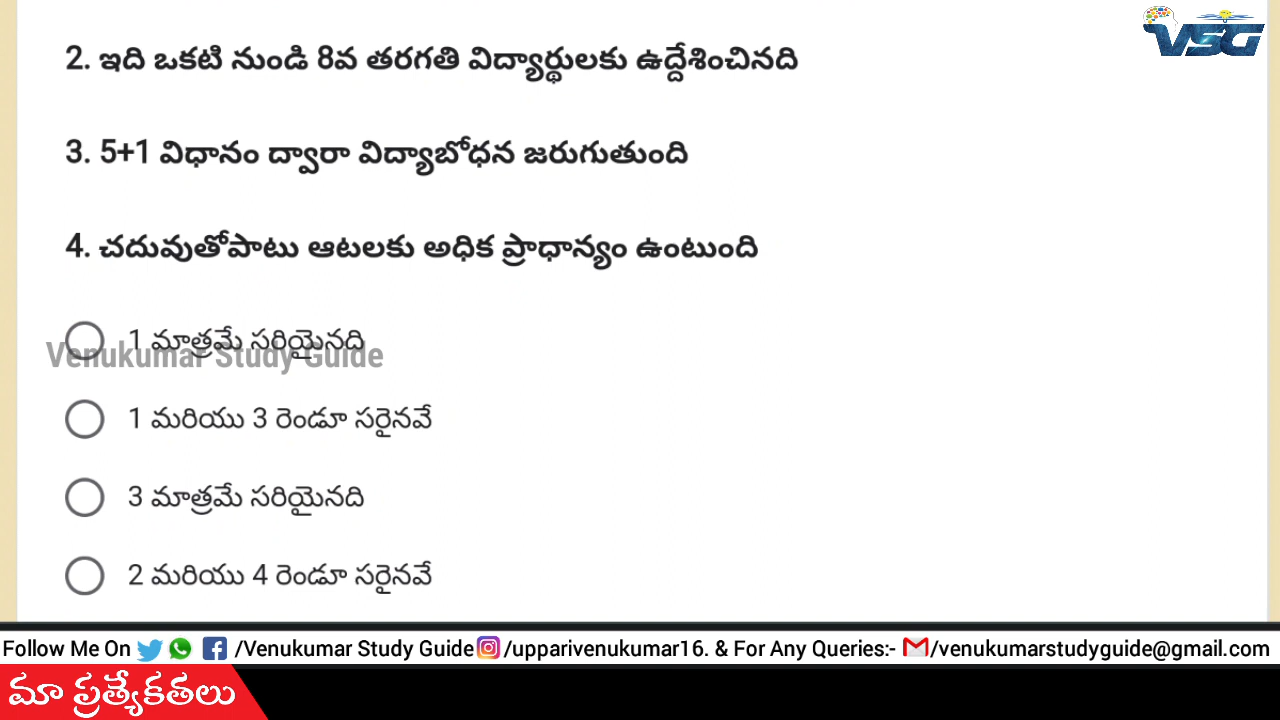 VSG
2. ఇది ఒకటి నుండి 8వ తరగతి విద్యార్థులకు ఉద్దేశించినది
3. 5+1 విధానం ద్వారా విద్యాబోధన జరుగుతుంది
4. చదువుతోపాటు ఆటలకు అధిక ప్రాధాన్యం ఉంటుంది
1 మాత్రమే సరియైనది
Venukumar Study Guide
1 మరియు 3 రెండూ సరైనవే
3 మాత్రమే సరియైనది
2 మరియు 4 రెండూ సరైనవే
Follow Me On /Venukumar Study Guide /upparivenukumar16. & For Any Queries:- /venukumarstudyguide@gmail.com
మా ప్రత్యేకతలు